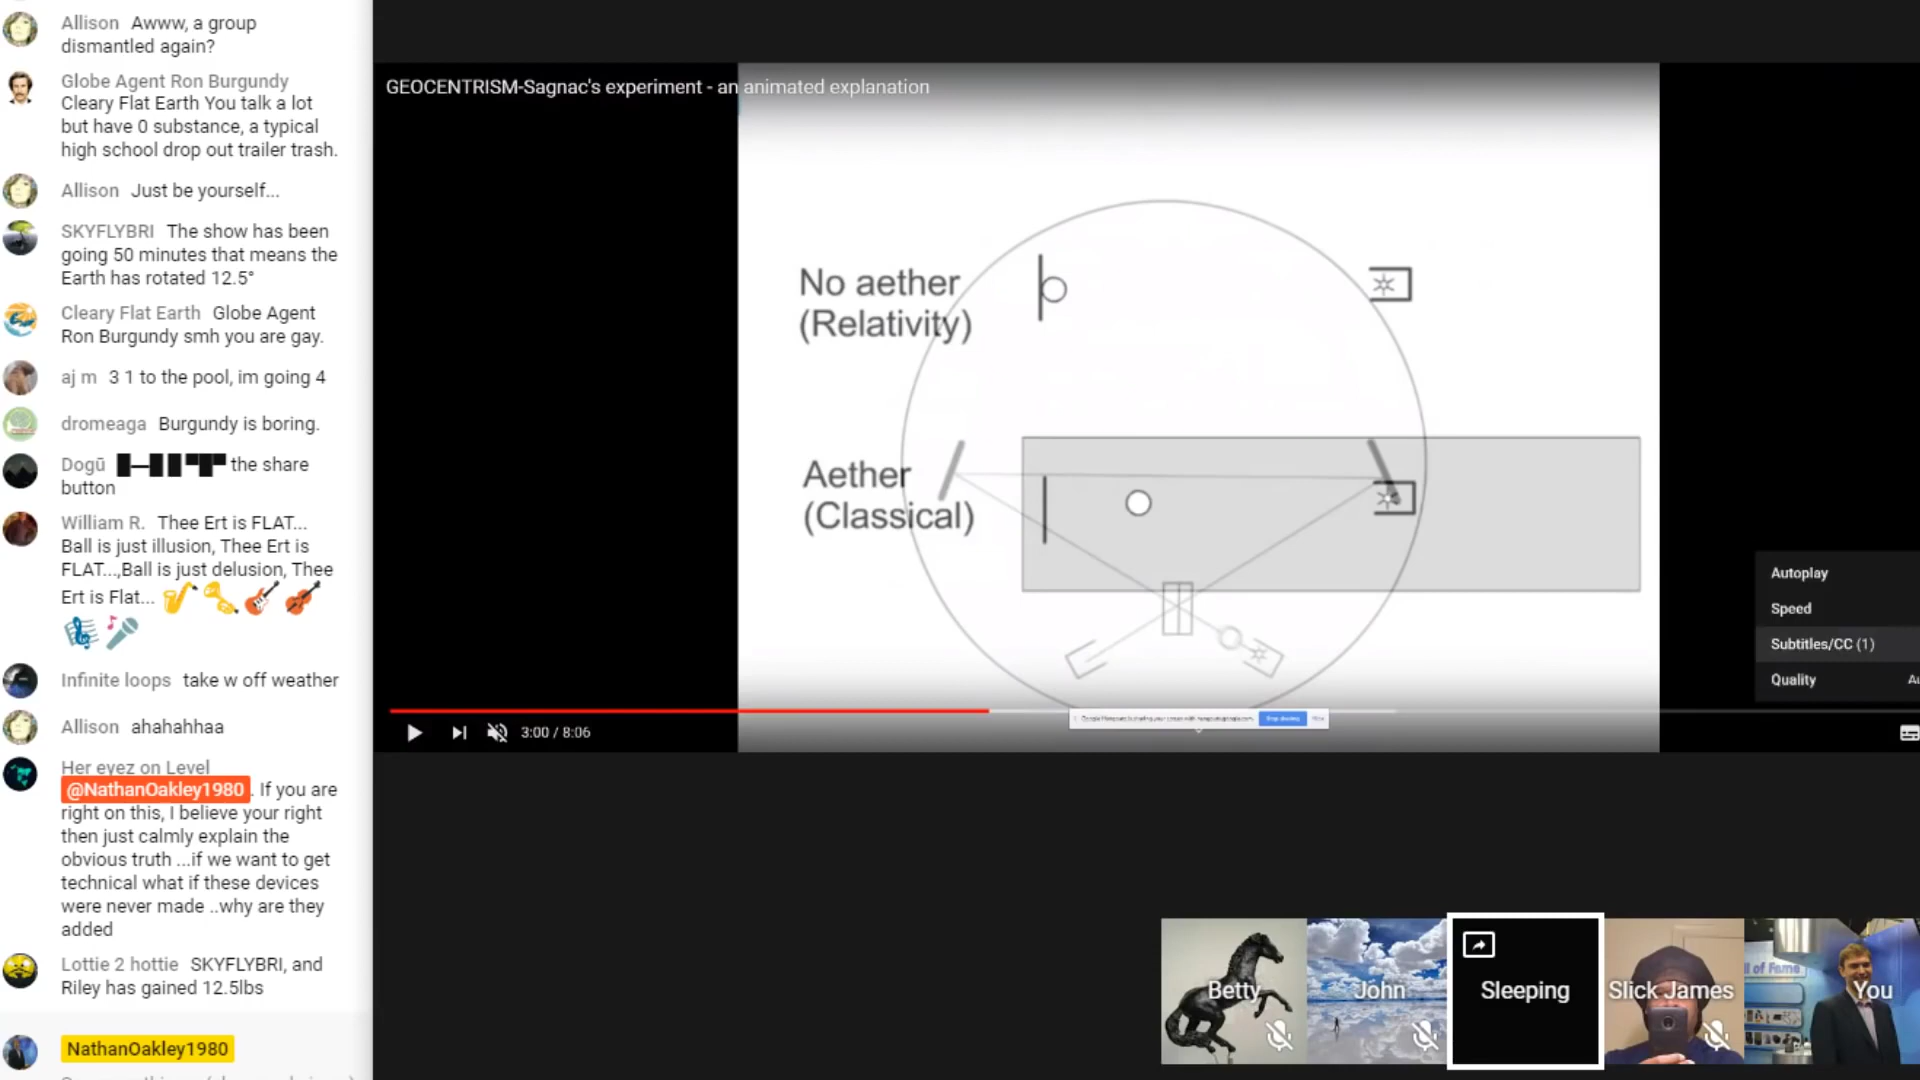 Allison Awww, a group
dismantled again?
Globe Agent Ron Burgundy
Cleary Flat Earth You talk a lot
but have 0 substance, a typical
high school drop out trailer trash.
Allison Just be yourself...
SKYFLYBRI The show has been
going 50 minutes that means the
Earth has rotated 12.5°
Cleary Flat Earth Globe Agent
Ron Burgundy smh you are gay.
aj m 3 1 to the pool, im going 4
dromeaga Burgundy is boring.
Dogū the share
button
William R. Thee Ert is FLAT...
Ball is just illusion, Thee Ert is
FLAT...,Ball is just delusion, Thee
Ert is Flat...
Infinite loops take w off weather
Allison ahahahhaa
Her eyez on Level
@NathanOakley1980 . If you are
right on this, I believe your right
then just calmly explain the
obvious truth ...if we want to get
technical what if these devices
were never made ..why are they
added
Lottie 2 hottie SKYFLYBRI, and
Riley has gained 12.5lbs
NathanOakley1980
GEOCENTRISM-Sagnac's experiment - an animated explanation
No aether
(Relativity)
Aether
(Classical)
Autoplay
Speed
Subtitles/CC (1)
Quality
3:00 / 8:06
Stop sharing
Hide
Betty
John
Sleeping
Slick James
You